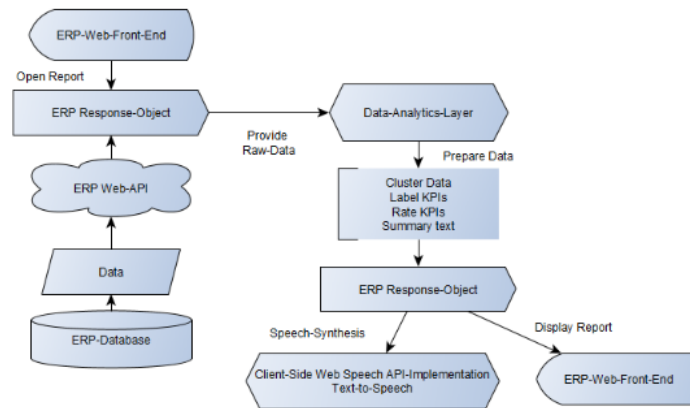 ERP-Web-Front-End
Open Report
ERP Response-Object
Provide
Raw-Data
Data-Analytics-Layer
ERP Web-API
Prepare Data
Cluster Data
Label KPIs
Rate KPIs
Summary text
Data
ERP-Database
ERP Response-Object
Speech-Synthesis
Display Report
Client-Side Web Speech API-Implementation
Text-to-Speech
ERP-Web-Front-End